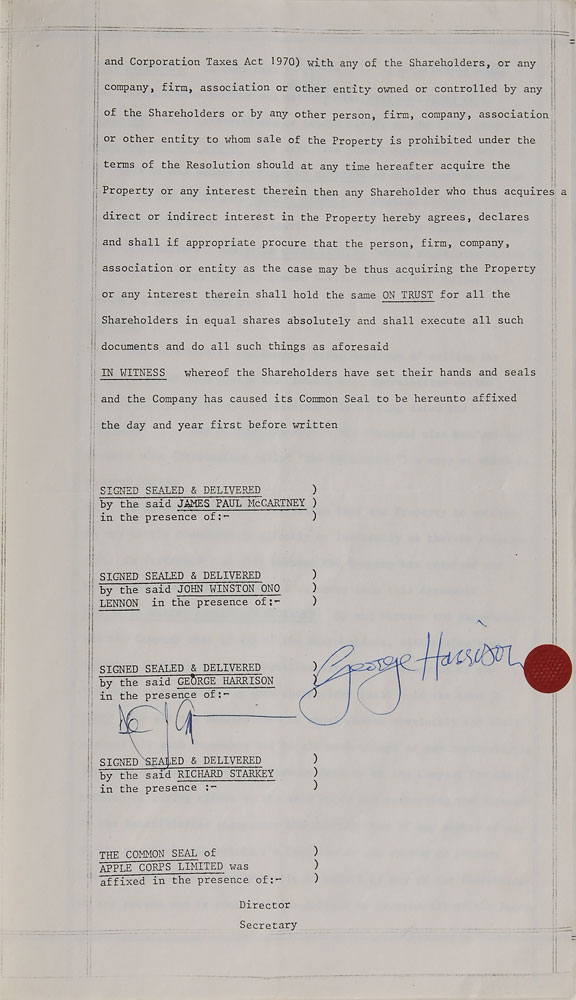 and Corporation Taxes Act 1970) with any of the Shareholders, or any
company, firm, association or other entity owned or controlled by any
of the Shareholders or by any other person, firm, company, association
or other entity to whom sale of the Property is prohibited under the
terms of the Resolution should at any time hereafter acquire the
Property or any interest therein then any Shareholder who thus acquires a
direct or indirect interest in the Property hereby agrees, declares
and shall if appropriate procure that the person, firm, company,
association or entity as the case may be thus acquiring the Property
or any interest therein shall hold the same ON TRUST for all the
Shareholders in equal shares absolutely and shall execute all such
documents and do all such things as aforesaid
IN WITNESS whereof the Shareholders have set their hands and seals
and the Company has caused its Common Seal to be hereunto affixed
the day and year first before written
SIGNED SEALED & DELIVERED )
by the said JAMES PAUL McCARTNEY )
in the presence of:- )
SIGNED SEALED & DELIVERED )
by the said JOHN WINSTON ONO )
LENNON in the presence of:- )
SIGNED SEALED & DELIVERED )
by the said GEORGE HARRISON )
in the presence of:- )
George Harrison
SIGNED SEALED & DELIVERED )
by the said RICHARD STARKEY )
in the presence :- )
THE COMMON SEAL of )
APPLE CORPS LIMITED was )
affixed in the presence of:- )
Director
Secretary